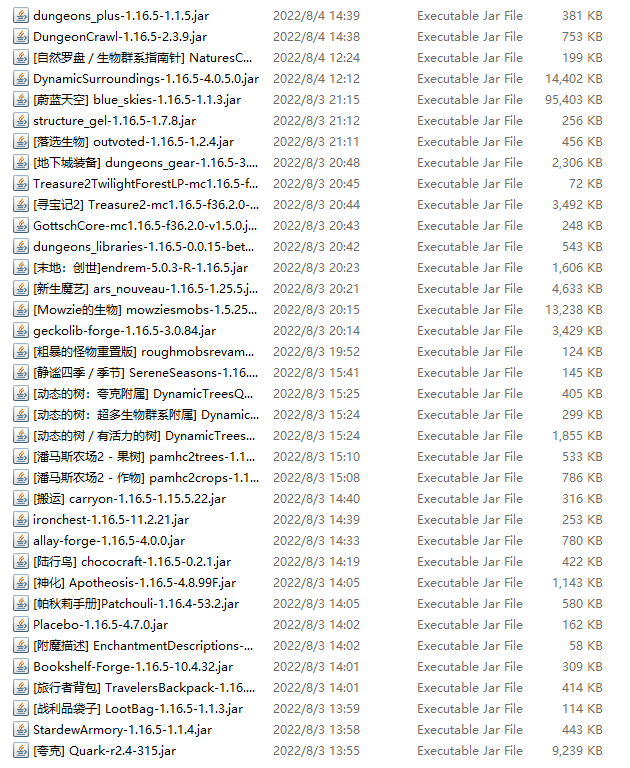 dungeons_plus-1.16.5-1.1.5.jar 2022/8/4 14:39 Executable Jar File 381 KB
DungeonCrawl-1.16.5-2.3.9.jar 2022/8/4 14:38 Executable Jar File 753 KB
[自然罗盘 / 生物群系指南针] NaturesC... 2022/8/4 12:24 Executable Jar File 199 KB
DynamicSurroundings-1.16.5-4.0.5.0.jar 2022/8/4 12:12 Executable Jar File 14,402 KB
[蔚蓝天空] blue_skies-1.16.5-1.1.3.jar 2022/8/3 21:15 Executable Jar File 95,403 KB
structure_gel-1.16.5-1.7.8.jar 2022/8/3 21:12 Executable Jar File 256 KB
[落选生物] outvoted-1.16.5-1.2.4.jar 2022/8/3 21:11 Executable Jar File 456 KB
[地下城装备] dungeons_gear-1.16.5-3.... 2022/8/3 20:48 Executable Jar File 2,306 KB
Treasure2TwilightForestLP-mc1.16.5-f... 2022/8/3 20:45 Executable Jar File 72 KB
[寻宝记2] Treasure2-mc1.16.5-f36.2.0-... 2022/8/3 20:44 Executable Jar File 3,492 KB
GottschCore-mc1.16.5-f36.2.0-v1.5.0.j... 2022/8/3 20:43 Executable Jar File 248 KB
dungeons_libraries-1.16.5-0.0.15-bet... 2022/8/3 20:42 Executable Jar File 543 KB
[末地：创世]endrem-5.0.3-R-1.16.5.jar 2022/8/3 20:23 Executable Jar File 1,606 KB
[新生魔艺] ars_nouveau-1.16.5-1.25.5.j... 2022/8/3 20:21 Executable Jar File 4,633 KB
[Mowzie的生物] mowziesmobs-1.5.25... 2022/8/3 20:15 Executable Jar File 13,238 KB
geckolib-forge-1.16.5-3.0.84.jar 2022/8/3 20:14 Executable Jar File 3,429 KB
[粗暴的怪物重置版] roughmobsrevam... 2022/8/3 19:52 Executable Jar File 124 KB
[静谧四季 / 季节] SereneSeasons-1.16.... 2022/8/3 15:41 Executable Jar File 145 KB
[动态的树：夸克附属] DynamicTreesQ... 2022/8/3 15:25 Executable Jar File 405 KB
[动态的树：超多生物群系附属] Dynamic... 2022/8/3 15:24 Executable Jar File 299 KB
[动态的树 / 有活力的树] DynamicTrees... 2022/8/3 15:24 Executable Jar File 1,855 KB
[潘马斯农场2 - 果树] pamhc2trees-1.1... 2022/8/3 15:10 Executable Jar File 533 KB
[潘马斯农场2 - 作物] pamhc2crops-1.1... 2022/8/3 15:08 Executable Jar File 786 KB
[搬运] carryon-1.16.5-1.15.5.22.jar 2022/8/3 14:40 Executable Jar File 316 KB
ironchest-1.16.5-11.2.21.jar 2022/8/3 14:39 Executable Jar File 253 KB
allay-forge-1.16.5-4.0.0.jar 2022/8/3 14:33 Executable Jar File 780 KB
[陆行鸟] chococraft-1.16.5-0.2.1.jar 2022/8/3 14:19 Executable Jar File 422 KB
[神化] Apotheosis-1.16.5-4.8.99F.jar 2022/8/3 14:05 Executable Jar File 1,143 KB
[帕秋莉手册]Patchouli-1.16.4-53.2.jar 2022/8/3 14:05 Executable Jar File 580 KB
Placebo-1.16.5-4.7.0.jar 2022/8/3 14:02 Executable Jar File 162 KB
[附魔描述] EnchantmentDescriptions-... 2022/8/3 14:02 Executable Jar File 58 KB
Bookshelf-Forge-1.16.5-10.4.32.jar 2022/8/3 14:01 Executable Jar File 309 KB
[旅行者背包] TravelersBackpack-1.16.... 2022/8/3 14:01 Executable Jar File 414 KB
[战利品袋子] LootBag-1.16.5-1.1.3.jar 2022/8/3 13:59 Executable Jar File 114 KB
StardewArmory-1.16.5-1.1.4.jar 2022/8/3 13:58 Executable Jar File 443 KB
[夸克] Quark-r2.4-315.jar 2022/8/3 13:55 Executable Jar File 9,239 KB